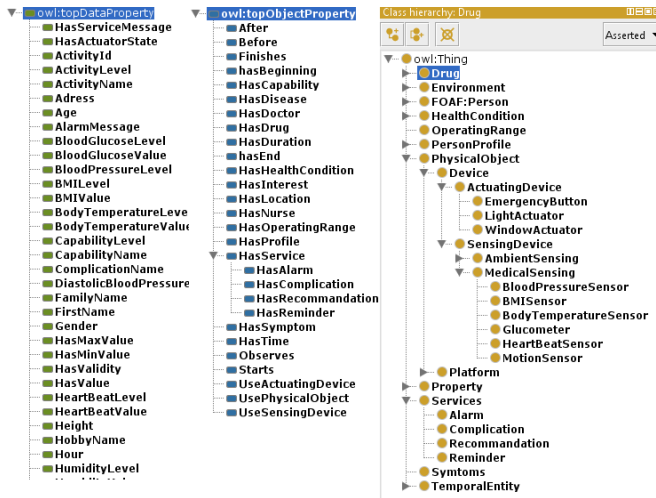 owl:topDataProperty
HasServiceMessage
HasActuatorState
ActivityId
ActivityLevel
ActivityName
Adress
Age
AlarmMessage
BloodGlucoseLevel
BloodGlucoseValue
BloodPressureLevel
BMILevel
BMIValue
BodyTemperatureLeve
BodyTemperatureValue
CapabilityLevel
CapabilityName
ComplicationName
DiastolicBloodPressure
FamilyName
FirstName
Gender
HasMaxValue
HasMinValue
HasValidity
HasValue
HeartBeatLevel
HeartBeatValue
Height
HobbyName
Hour
HumidityLevel
owl:topObjectProperty
After
Before
Finishes
hasBeginning
HasCapability
HasDisease
HasDoctor
HasDrug
HasDuration
hasEnd
HasHealthCondition
HasInterest
HasLocation
HasNurse
HasOperatingRange
HasProfile
HasService
HasAlarm
HasComplication
HasRecommandation
HasReminder
HasSymptom
HasTime
Observes
Starts
UseActuatingDevice
UsePhysicalObject
UseSensingDevice
Class hierarchy: Drug
Asserted
owl:Thing
Drug
Environment
FOAF:Person
HealthCondition
OperatingRange
PersonProfile
PhysicalObject
Device
ActuatingDevice
EmergencyButton
LightActuator
WindowActuator
SensingDevice
AmbientSensing
MedicalSensing
BloodPressureSensor
BMISensor
BodyTemperatureSensor
Glucometer
HeartBeatSensor
MotionSensor
Platform
Property
Services
Alarm
Complication
Recommandation
Reminder
Symtoms
TemporalEntity